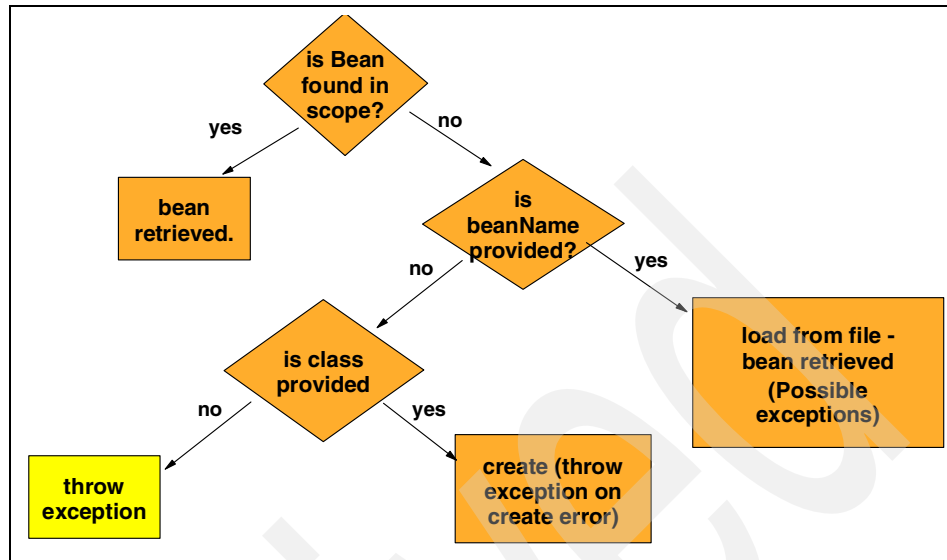 is Bean
found in
scope?
yes
no
bean
retrieved.
is
beanName
provided?
no
yes
is class
provided
load from file -
bean retrieved
(Possible
exceptions)
no
yes
throw
exception
create (throw
exception on
create error)